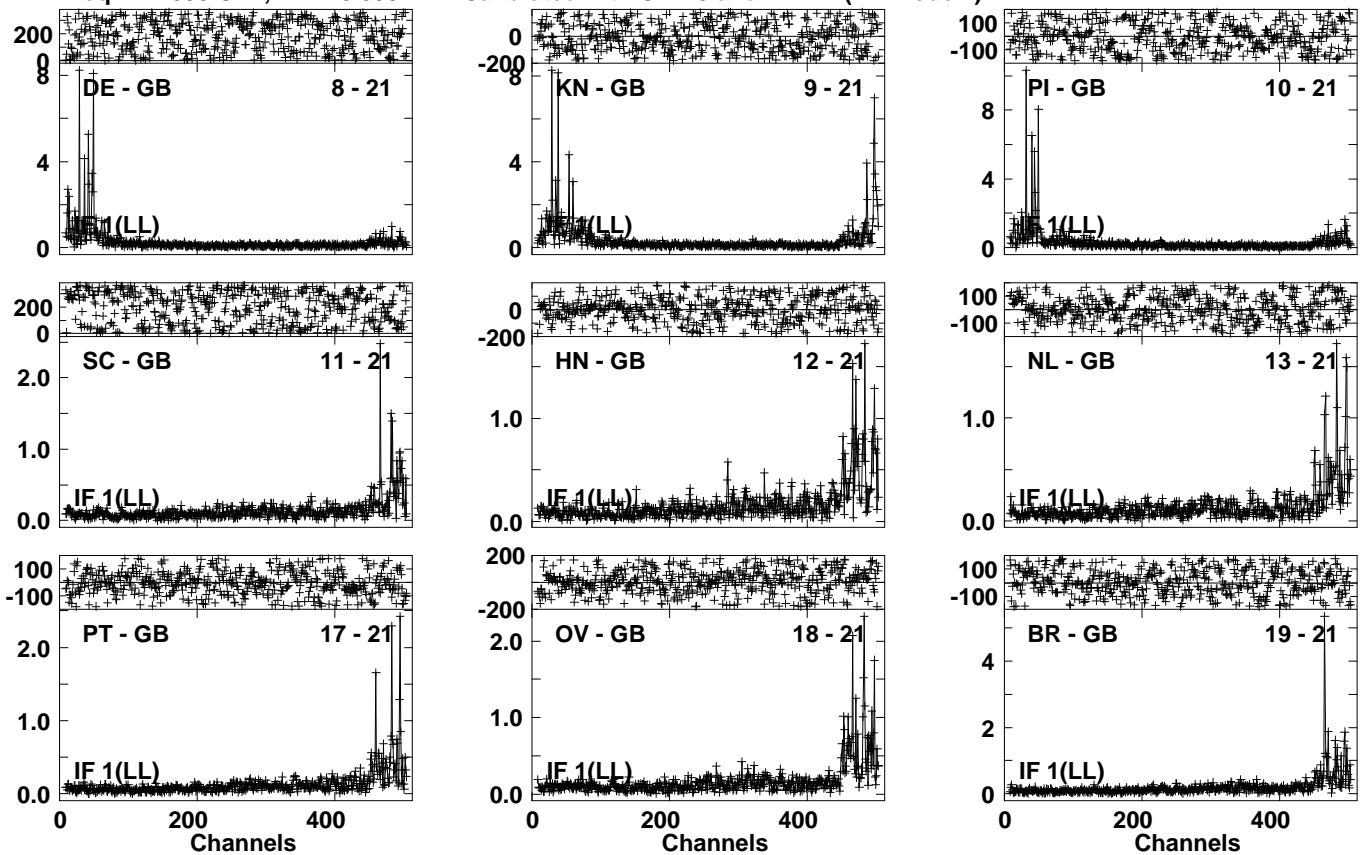 200
0
8
4
0
DE - GB 8 - 21
IF 1(LL)
0
-200
8
4
0
KN - GB 9 - 21
IF 1(LL)
100
-100
8
4
0
PI - GB 10 - 21
IF 1(LL)
200
0
2.0
1.0
0.0
SC - GB 11 - 21
IF 1(LL)
0
-200
1.0
0.0
HN - GB 12 - 21
IF 1(LL)
100
-100
1.0
0.0
NL - GB 13 - 21
IF 1(LL)
100
-100
2.0
1.0
0.0
PT - GB 17 - 21
IF 1(LL)
0 200 400
Channels
200
-200
2.0
1.0
0.0
OV - GB 18 - 21
IF 1(LL)
0 200 400
Channels
100
-100
4
2
0
BR - GB 19 - 21
IF 1(LL)
0 200 400
Channels